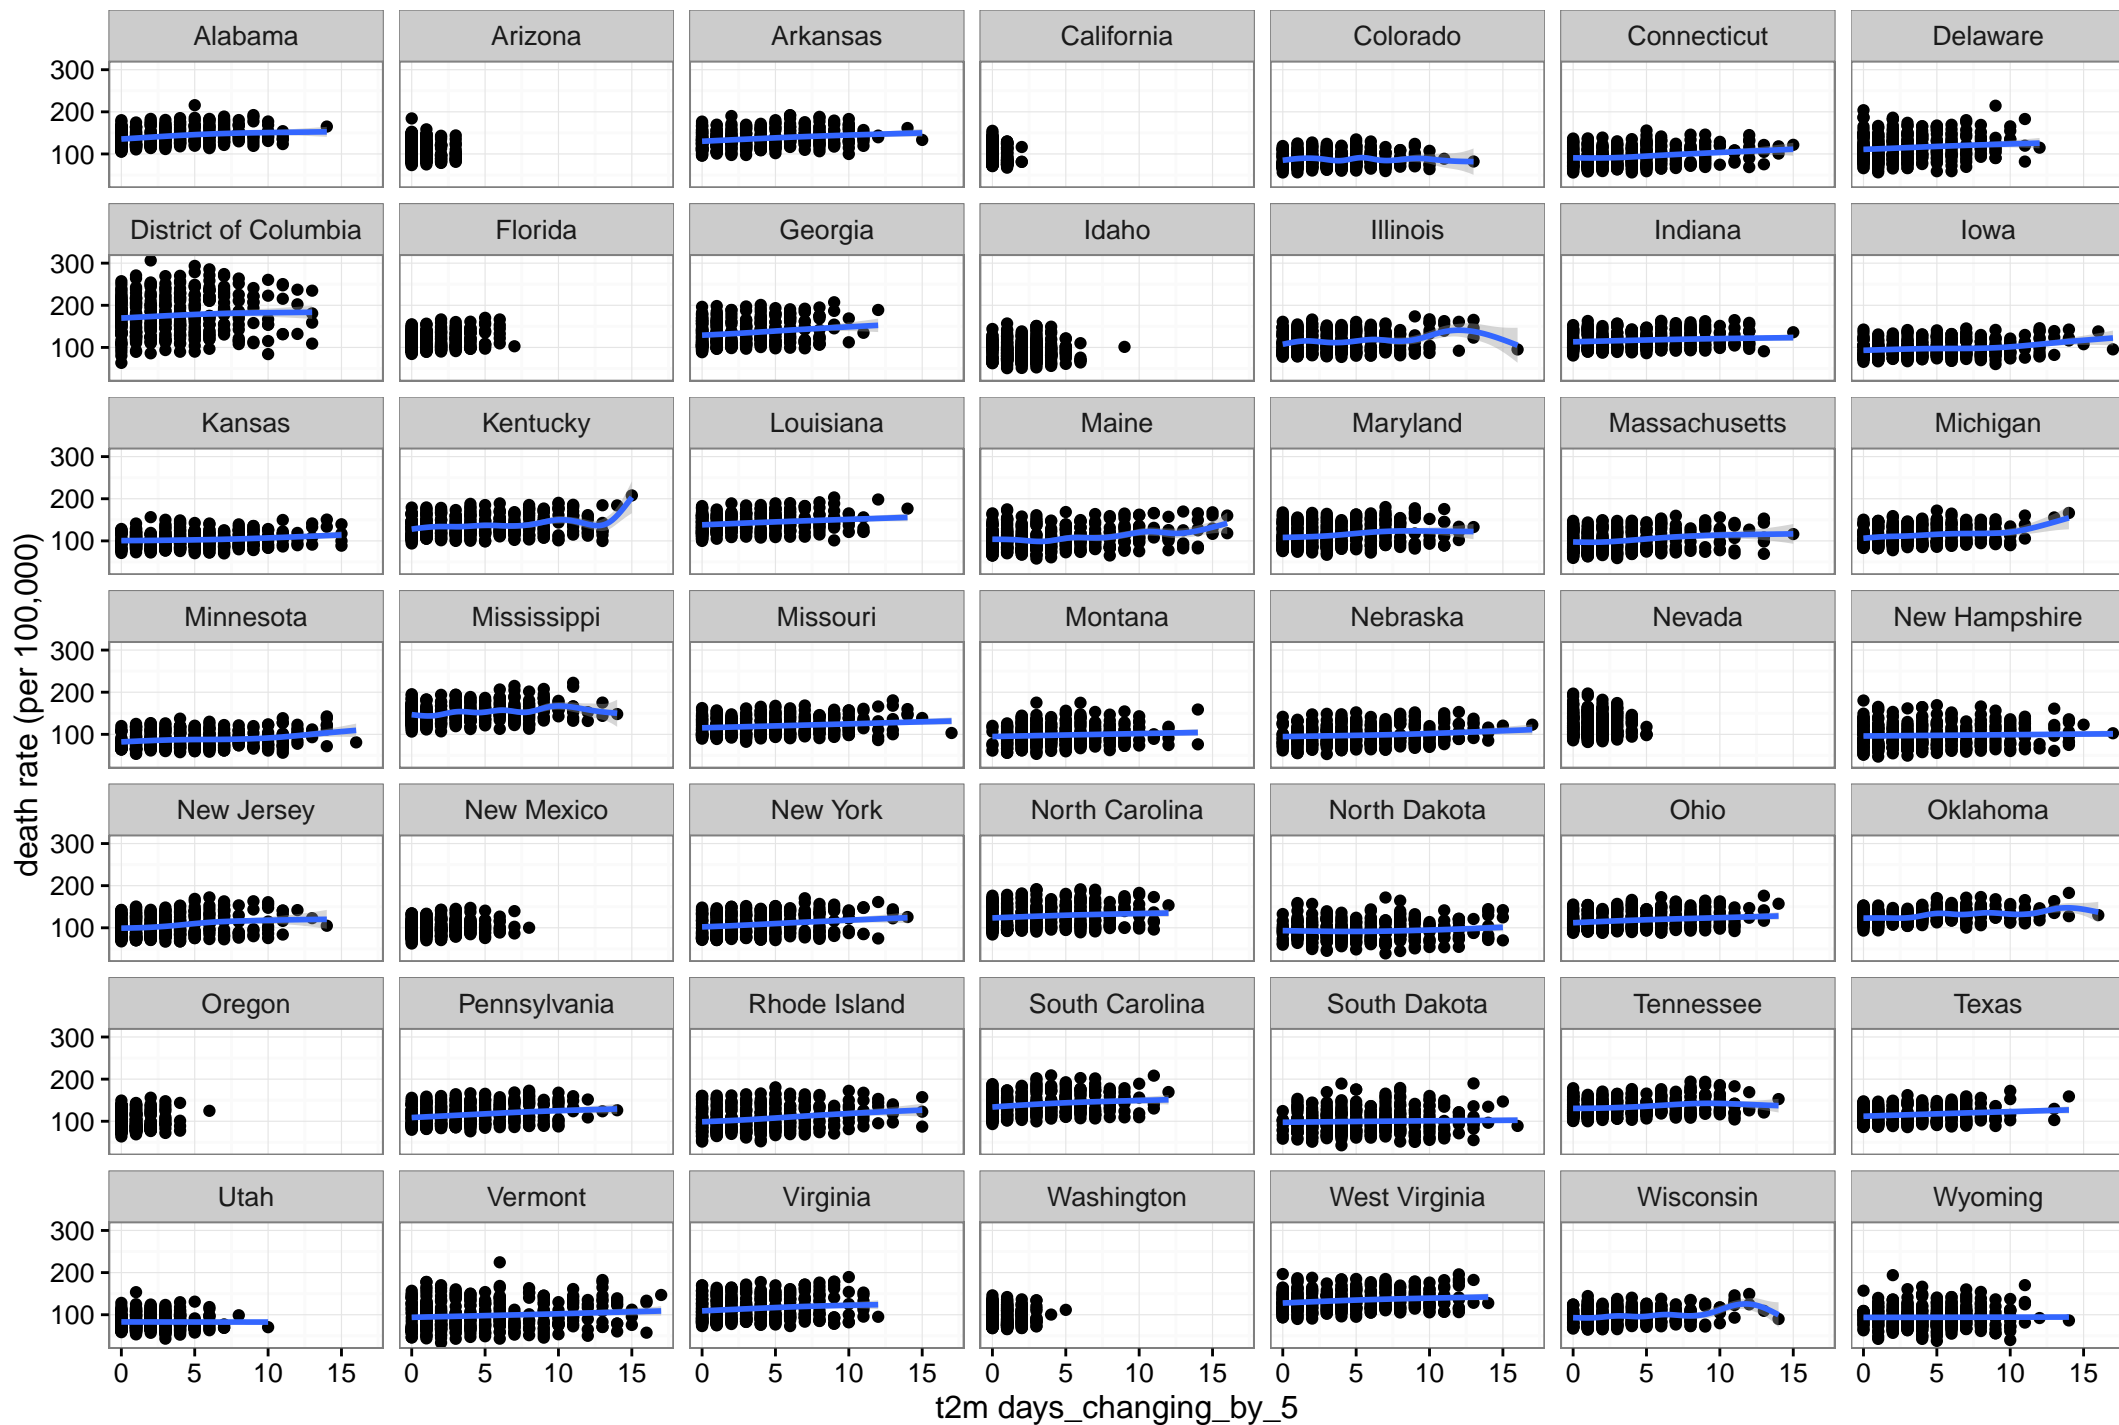 Alabama Arizona Arkansas California Colorado Connecticut Delaware
300
200
100
District of Columbia Florida Georgia Idaho Illinois Indiana Iowa
300
200
100
Kansas Kentucky Louisiana Maine Maryland Massachusetts Michigan
300
200
100
death rate (per 100,000)
Minnesota Mississippi Missouri Montana Nebraska Nevada New Hampshire
300
200
100
New Jersey New Mexico New York North Carolina North Dakota Ohio Oklahoma
300
200
100
Oregon Pennsylvania Rhode Island South Carolina South Dakota Tennessee Texas
300
200
100
Utah Vermont Virginia Washington West Virginia Wisconsin Wyoming
300
200
100
0 5 10 15 0 5 10 15 0 5 10 15 0 5 10 15 0 5 10 15 0 5 10 15 0 5 10 15
t2m days_changing_by_5